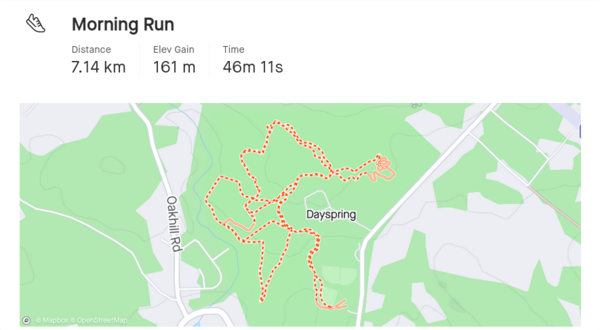 Morning Run
Distance Elev Gain Time
7.14 km 161 m 46m 11s
Oakhill Rd
Dayspring
© Mapbox © OpenStreetMap